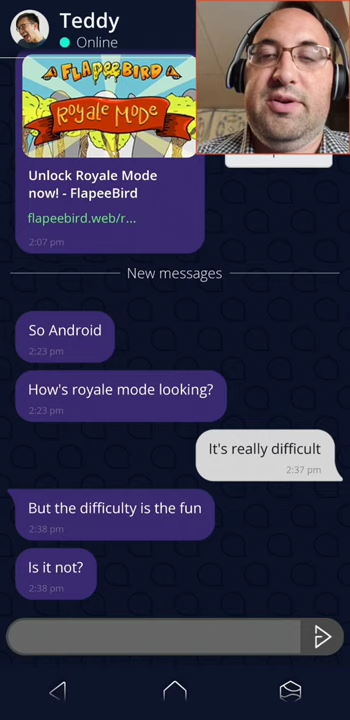 Teddy
Online
FLAPEEBIRD
Royale MoDe
Unlock Royale Mode
now! - FlapeeBird
flapeebird.web/r...
2:07 pm
New messages
So Android
2:23 pm
How's royale mode looking?
2:23 pm
It's really difficult
2:37 pm
But the difficulty is the fun
2:38 pm
Is it not?
2:38 pm